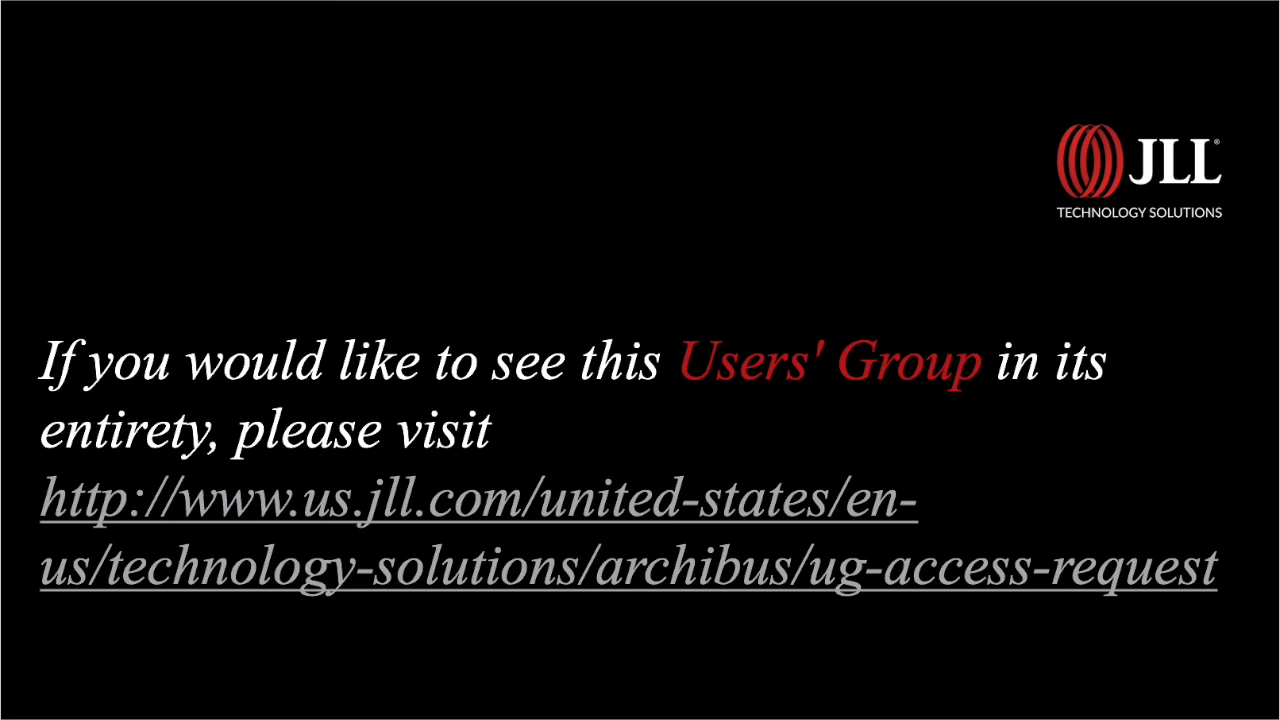 JLL®
TECHNOLOGY SOLUTIONS
If you would like to see this Users' Group in its
entirety, please visit
http://www.us.jll.com/united-states/en-
us/technology-solutions/archibus/ug-access-request